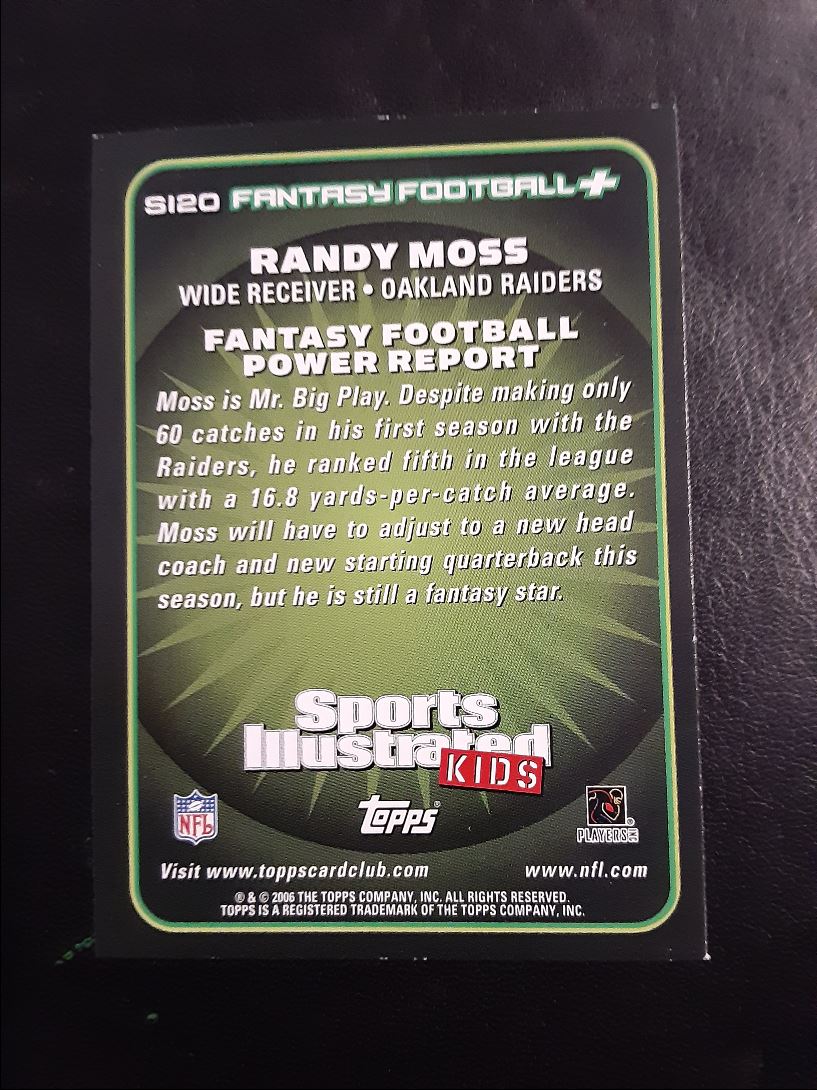 SI20 FANTASY FOOTBALL+
RANDY MOSS
WIDE RECEIVER • OAKLAND RAIDERS
FANTASY FOOTBALL
POWER REPORT
Moss is Mr. Big Play. Despite making only
60 catches in his first season with the
Raiders, he ranked fifth in the league
with a 16.8 yards-per-catch average.
Moss will have to adjust to a new head
coach and new starting quarterback this
season, but he is still a fantasy star.
Sports
Illustrated
KIDS
NFL
Topps®
PLAYERS INC ®
Visit www.toppscardclub.com www.nfl.com
® & © 2006 THE TOPPS COMPANY, INC. ALL RIGHTS RESERVED.
TOPPS IS A REGISTERED TRADEMARK OF THE TOPPS COMPANY, INC.